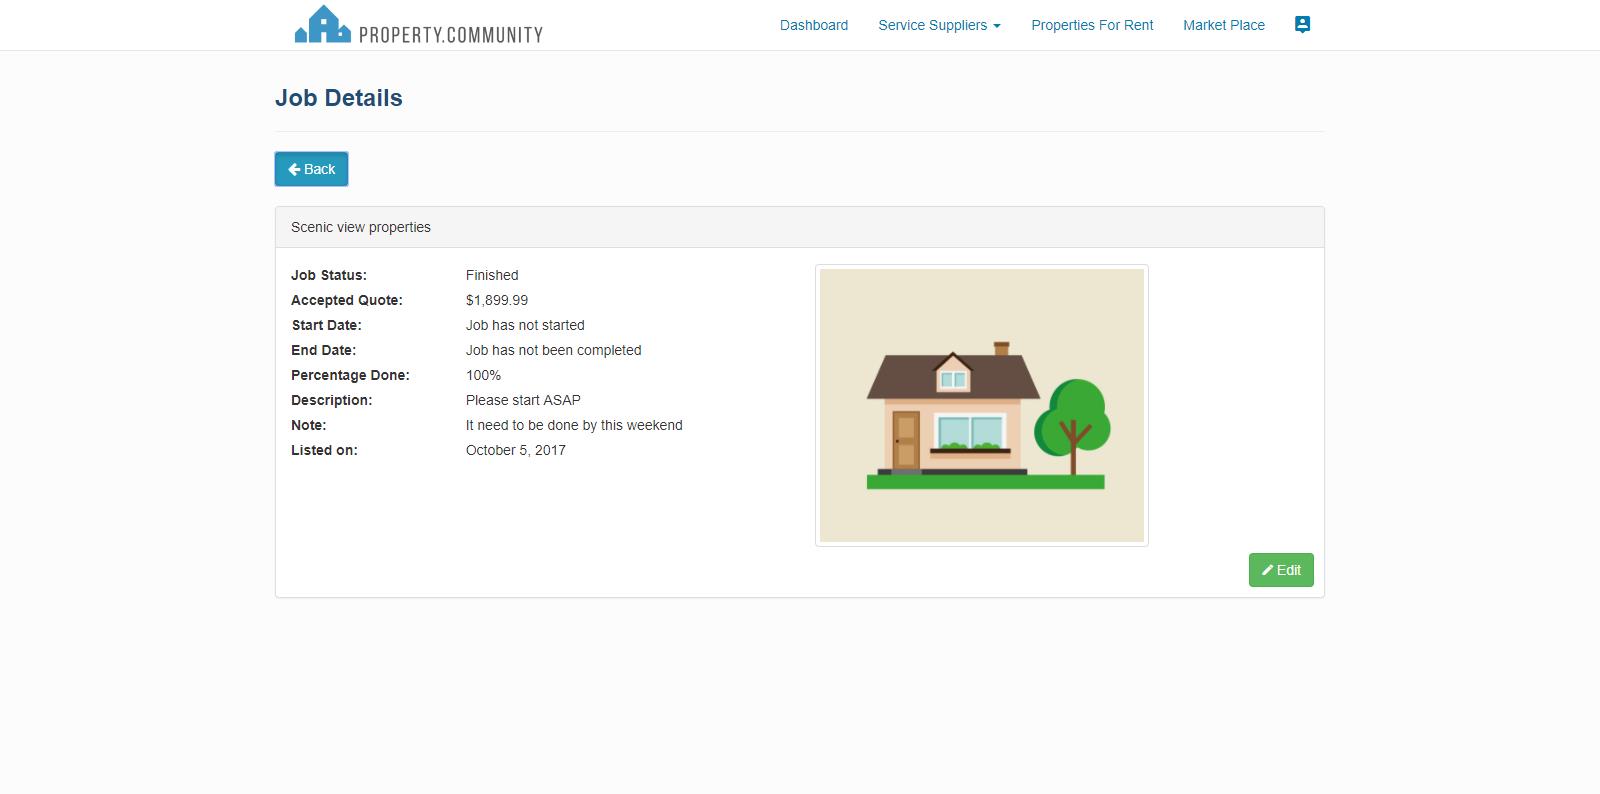 PROPERTY.COMMUNITY
Dashboard Service Suppliers Properties For Rent Market Place
Job Details
Back
Scenic view properties
Job Status: Finished
Accepted Quote: $1,899.99
Start Date: Job has not started
End Date: Job has not been completed
Percentage Done: 100%
Description: Please start ASAP
Note: It need to be done by this weekend
Listed on: October 5, 2017
Edit